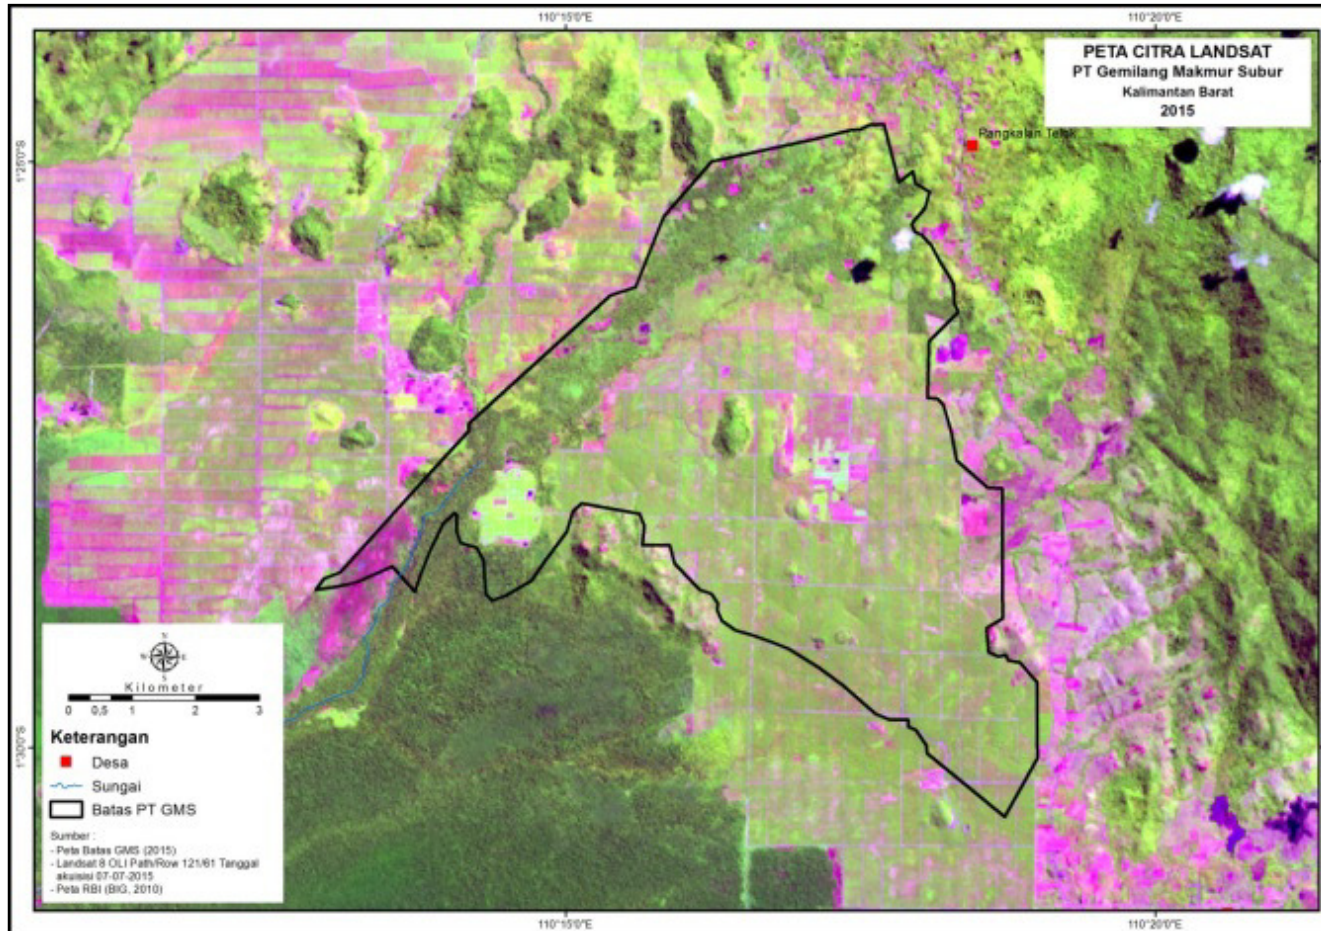 110°15'0"E
110°20'0"E
PETA CITRA LANDSAT
PT Gemilang Makmur Subur
Kalimantan Barat
2015
Pangkalan Teluk
1°25'0"S
1°30'0"S
N
N E
S
Kilometer
0 0,5 1 2 3
Keterangan
Desa
Sungai
Batas PT GMS
Sumber :
- Peta Batas GMS (2015)
- Landsat 8 OLI Path/Row 121/61 Tanggal
akuisisi 07-07-2015
- Peta RBI (BIG, 2010)
110°15'0"E
110°20'0"E